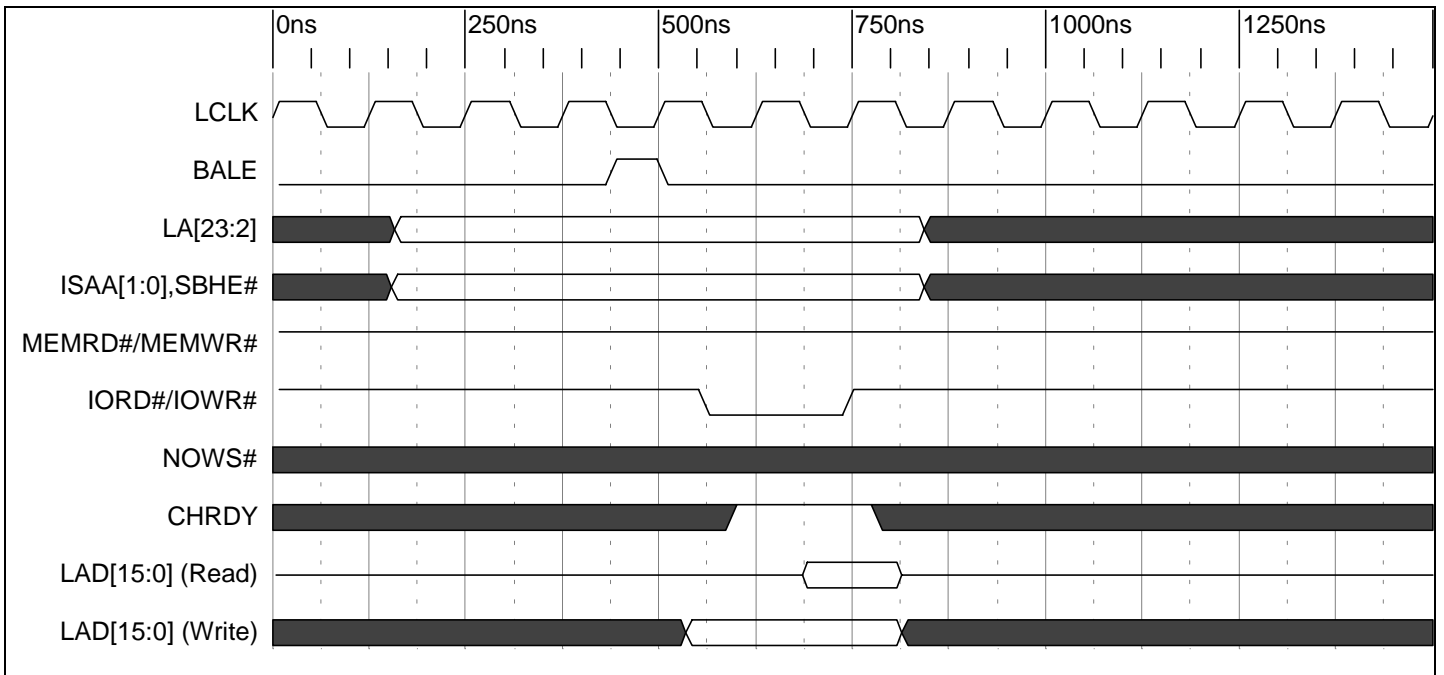 0ns 250ns 500ns 750ns 1000ns 1250ns
LCLK
BALE
LA[23:2]
ISAA[1:0],SBHE#
MEMRD#/MEMWR#
IORD#/IOWR#
NOWS#
CHRDY
LAD[15:0] (Read)
LAD[15:0] (Write)